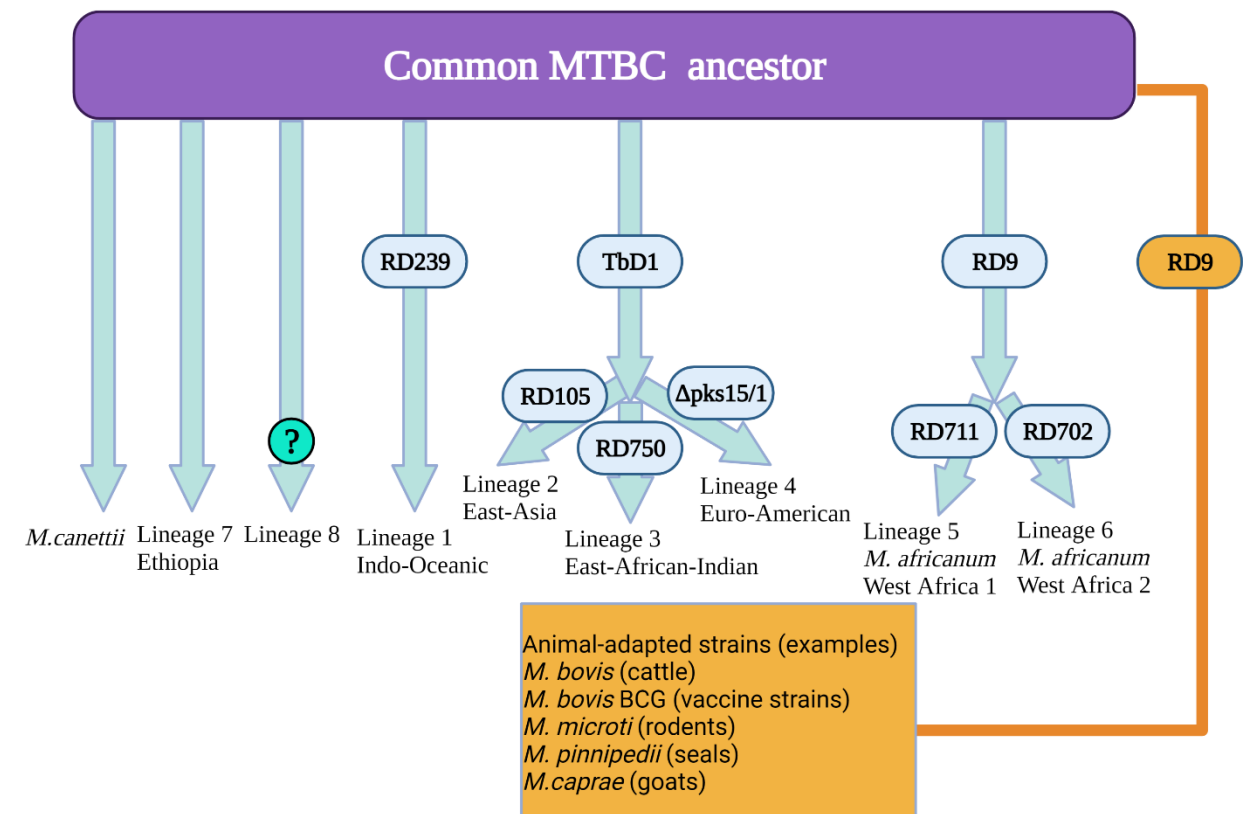 Common MTBC ancestor
RD239
TbD1
RD9
RD9
RD105
Δpks15/1
RD750
RD711
RD702
?
M.canettii
Lineage 7
Ethiopia
Lineage 8
Lineage 1
Indo-Oceanic
Lineage 2
East-Asia
Lineage 3
East-African-Indian
Lineage 4
Euro-American
Lineage 5
M. africanum
West Africa 1
Lineage 6
M. africanum
West Africa 2
Animal-adapted strains (examples)
M. bovis (cattle)
M. bovis BCG (vaccine strains)
M. microti (rodents)
M. pinnipedii (seals)
M.caprae (goats)